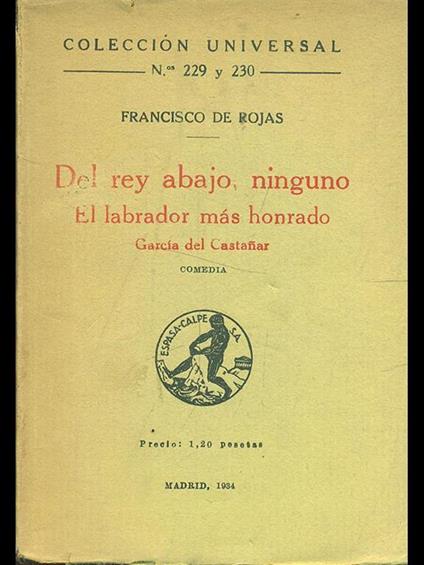 COLECCIÓN UNIVERSAL
N.os 229 y 230
FRANCISCO DE ROJAS
Del rey abajo, ninguno
El labrador más honrado
García del Castañar
COMEDIA
ESPASA-CALPE S.A.
Precio: 1,20 pesetas
MADRID, 1934